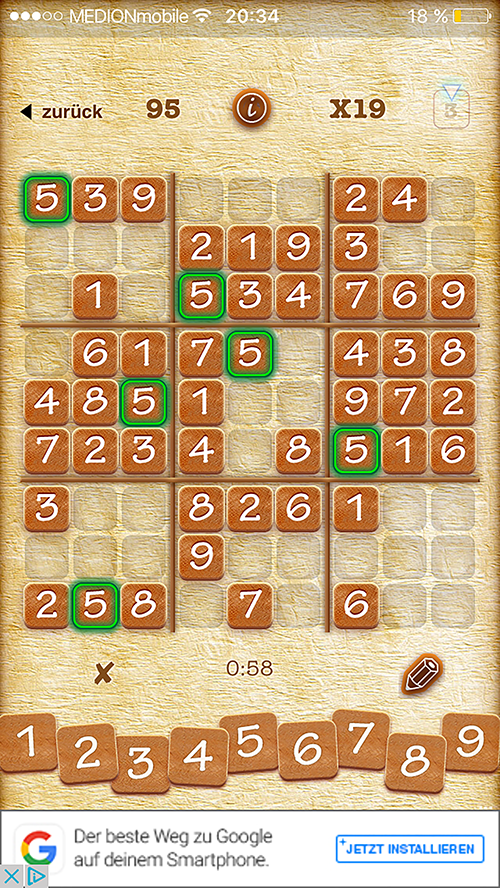 MEDIONmobile 20:34 18 %
zurück 95 i X19 3
5 3 9 2 4
2 1 9 3
1 5 3 4 7 6 9
6 1 7 5 4 3 8
4 8 5 1 9 7 2
7 2 3 4 8 5 1 6
3 8 2 6 1
9
2 5 8 7 6
0:58
1 2 3 4 5 6 7 8 9
Der beste Weg zu Google
auf deinem Smartphone.
JETZT INSTALLIEREN